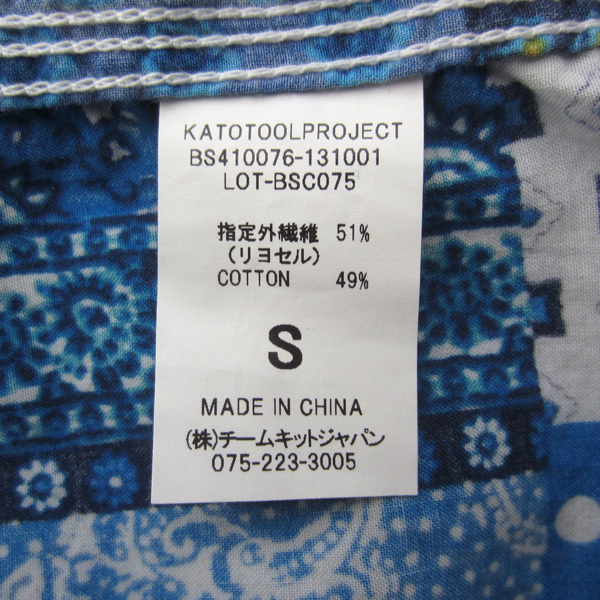 KATOTOOLPROJECT
BS410076-131001
LOT-BSC075
指定外繊維 51%
(リヨセル)
COTTON 49%
S
MADE IN CHINA
(株)チームキットジャパン
075-223-3005